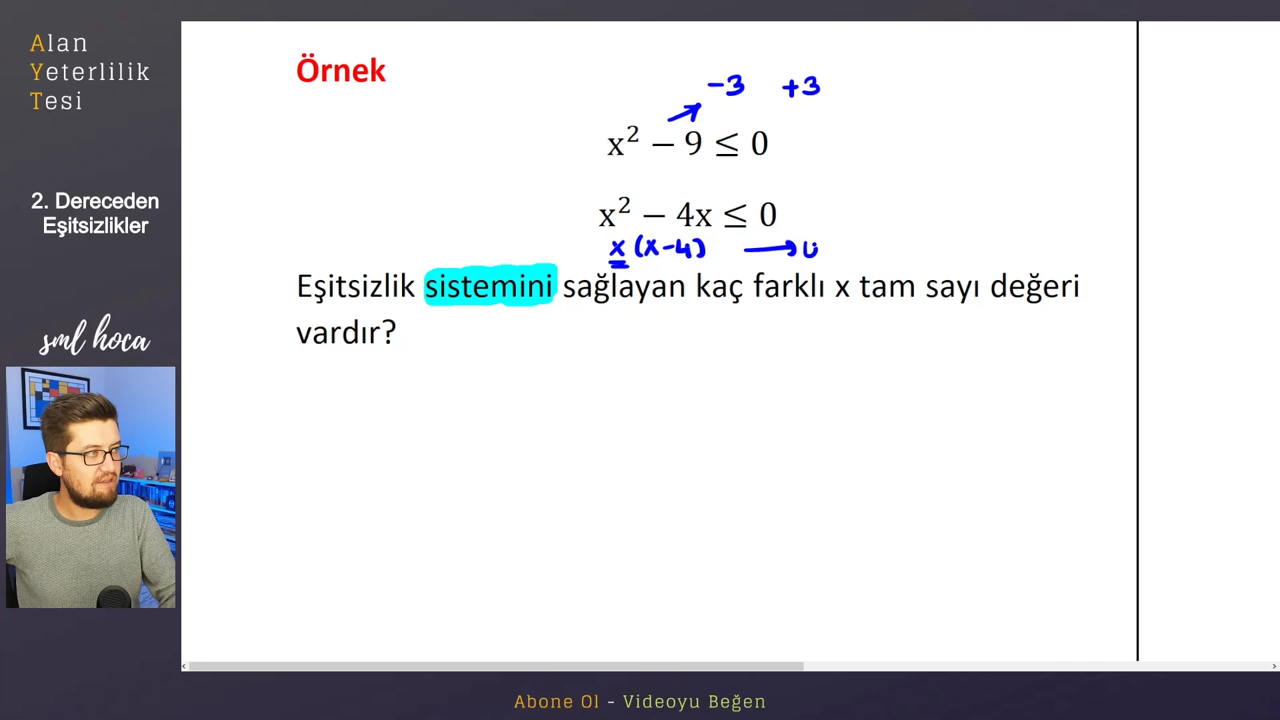 Alan
Yeterlilik
Tesi
2. Dereceden
Eşitsizlikler
sml hoca
Örnek
-3 +3
x² − 9 ≤ 0
x² − 4x ≤ 0
x (x-4)
Eşitsizlik sistemini sağlayan kaç farklı x tam sayı değeri
vardır?
Abone Ol - Videoyu Beğen